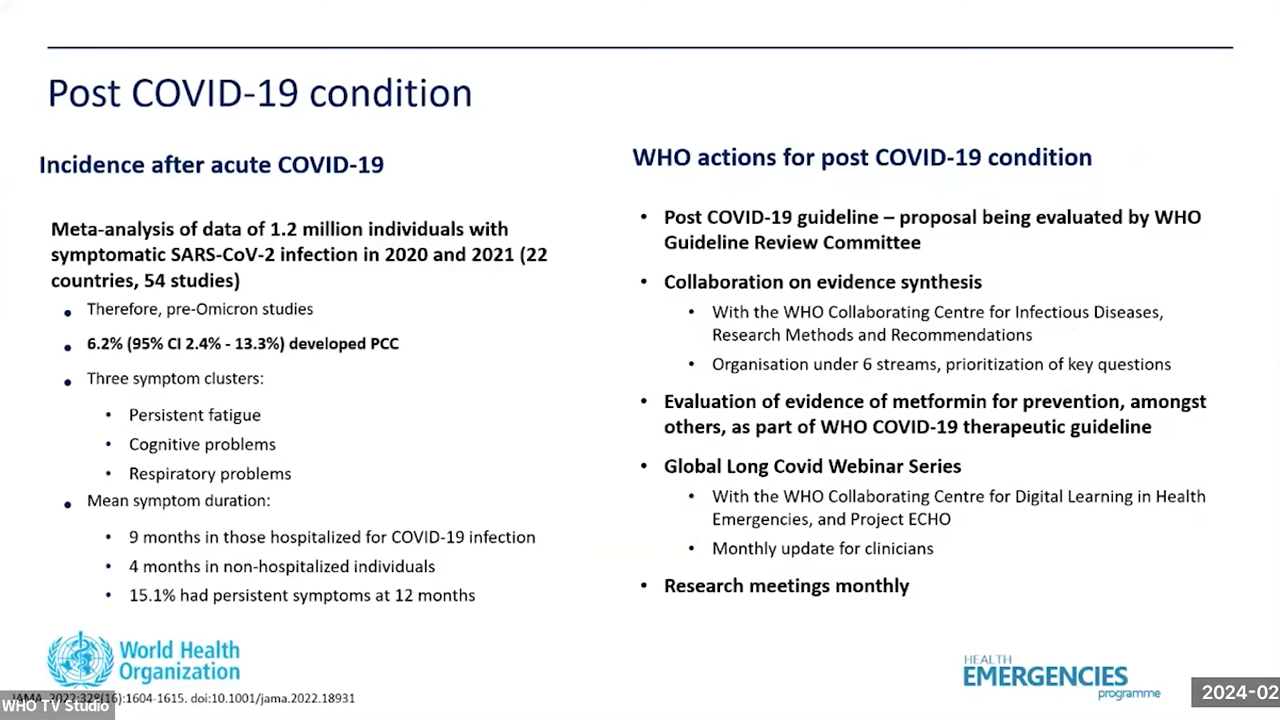 Post COVID-19 condition
Incidence after acute COVID-19
Meta-analysis of data of 1.2 million individuals with
symptomatic SARS-CoV-2 infection in 2020 and 2021 (22
countries, 54 studies)
• Therefore, pre-Omicron studies
• 6.2% (95% CI 2.4% - 13.3%) developed PCC
• Three symptom clusters:
• Persistent fatigue
• Cognitive problems
• Respiratory problems
• Mean symptom duration:
• 9 months in those hospitalized for COVID-19 infection
• 4 months in non-hospitalized individuals
• 15.1% had persistent symptoms at 12 months
WHO actions for post COVID-19 condition
• Post COVID-19 guideline – proposal being evaluated by WHO
Guideline Review Committee
• Collaboration on evidence synthesis
• With the WHO Collaborating Centre for Infectious Diseases,
Research Methods and Recommendations
• Organisation under 6 streams, prioritization of key questions
• Evaluation of evidence of metformin for prevention, amongst
others, as part of WHO COVID-19 therapeutic guideline
• Global Long Covid Webinar Series
• With the WHO Collaborating Centre for Digital Learning in Health
Emergencies, and Project ECHO
• Monthly update for clinicians
• Research meetings monthly
World Health
Organization
JAMA. 2022;328(16):1604-1615. doi:10.1001/jama.2022.18931
WHO TV Studio
HEALTH
EMERGENCIES
programme
2024-02